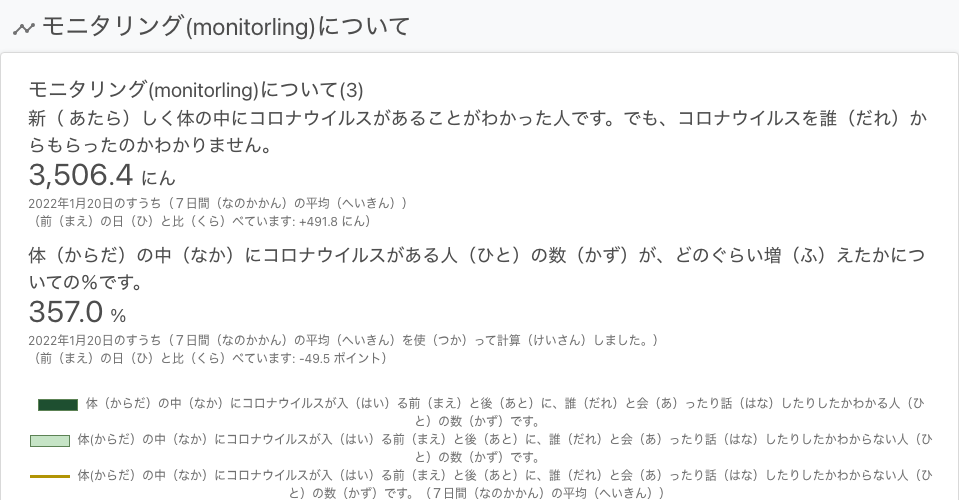 モニタリング(monitorling)について
モニタリング(monitorling)について(3)
新（ あたら）しく体の中にコロナウイルスがあることがわかった人です。でも、コロナウイルスを誰（だれ）か
らもらったのかわかりません。
3,506.4 にん
2022年1月20日のすうち（７日間（なのかかん）の平均（へいきん））
（前（まえ）の日（ひ）と比（くら）べています: +491.8 にん）
体（からだ）の中（なか）にコロナウイルスがある人（ひと）の数（かず）が、どのぐらい増（ふ）えたかにつ
いての%です。
357.0 %
2022年1月20日のすうち（７日間（なのかかん）の平均（へいきん）を使（つか）って計算（けいさん）しました。）
（前（まえ）の日（ひ）と比（くら）べています: -49.5 ポイント）
体（からだ）の中（なか）にコロナウイルスが入（はい）る前（まえ）と後（あと）に、誰（だれ）と会（あ）ったり話（はな）したりしたかわかる人（ひ
と）の数（かず）です。
体(からだ）の中（なか）にコロナウイルスが入（はい）る前（まえ）と後（あと）に、誰（だれ）と会（あ）ったり話（はな）したりしたかわからない人（ひ
と）の数（かず）です。
体(からだ）の中（なか）にコロナウイルスが入（はい）る前（まえ）と後（あと）に、誰（だれ）と会（あ）ったり話（はな）したりしたかわからない人（ひ
と）の数（かず）です。（７日間（なのかかん）の平均（へいきん））